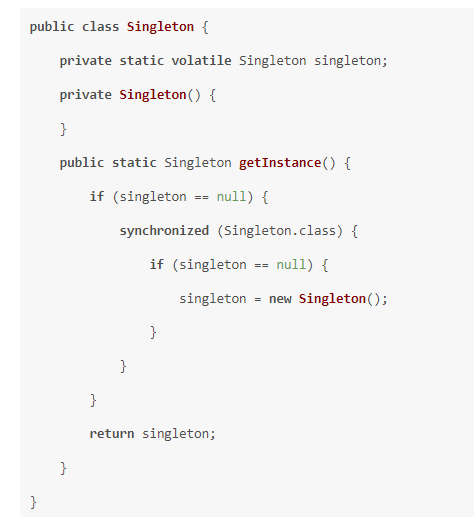 public class Singleton {
    private static volatile Singleton singleton;
    private Singleton() {
    }
    public static Singleton getInstance() {
        if (singleton == null) {
            synchronized (Singleton.class) {
                if (singleton == null) {
                    singleton = new Singleton();
                }
            }
        }
        return singleton;
    }
}